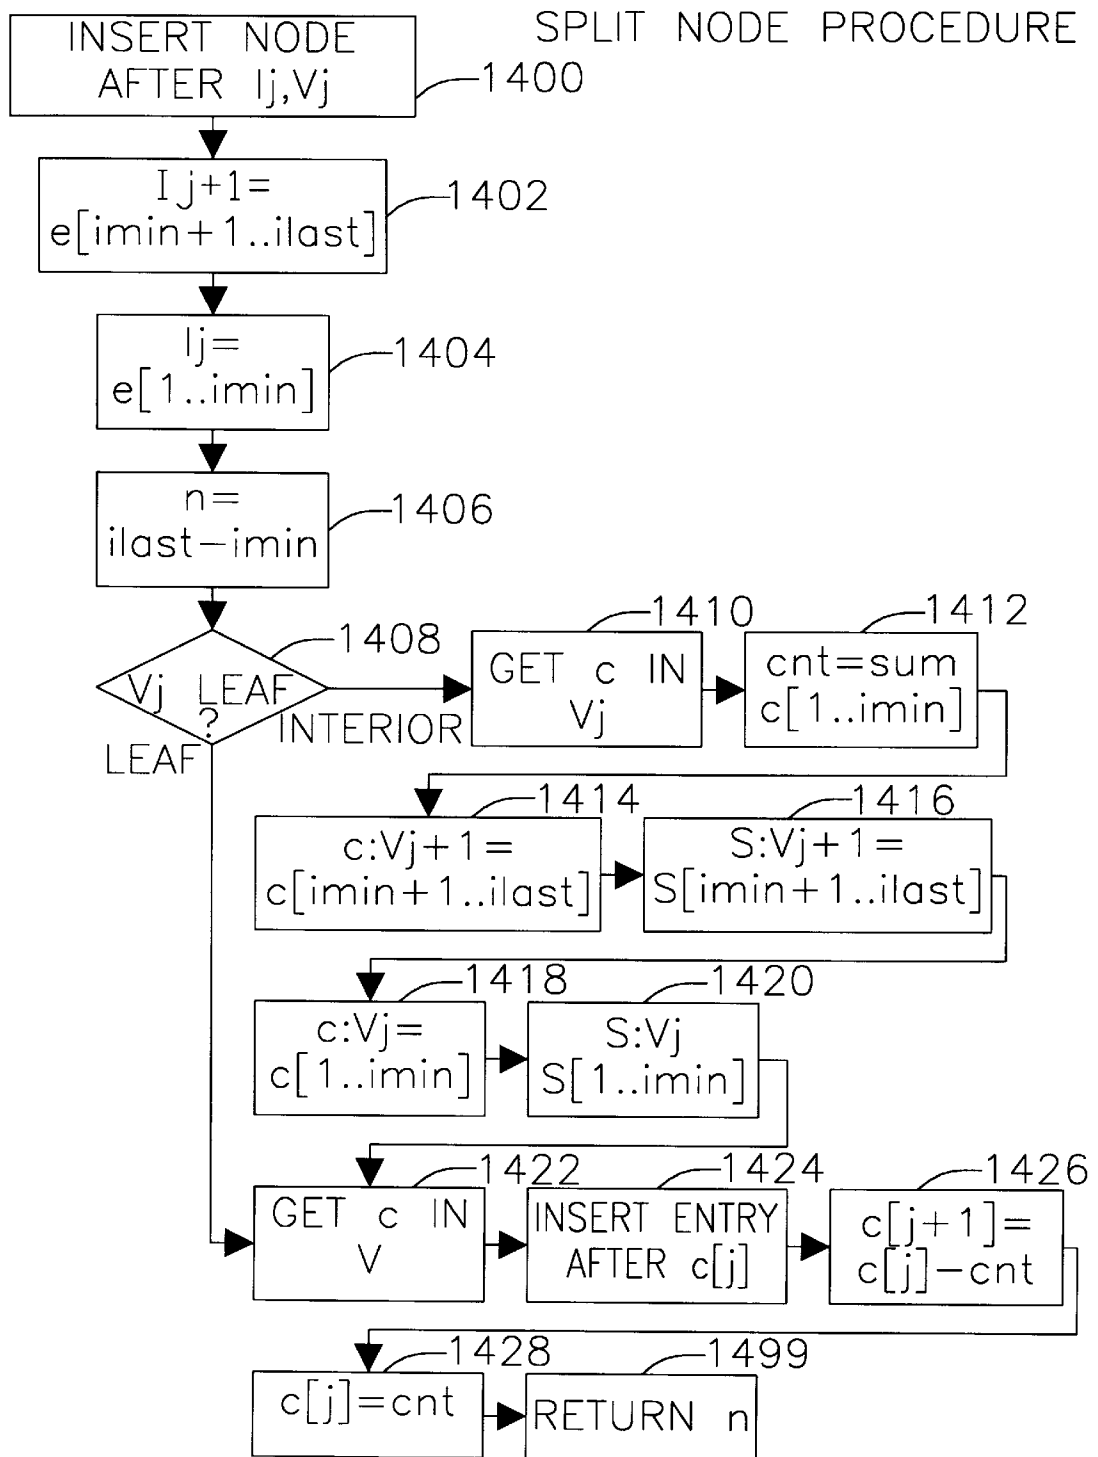 SPLIT NODE PROCEDURE
INSERT NODE
AFTER Ij,Vj
1400
Ij+1=
e[imin+1..ilast]
1402
Ij=
e[1..imin]
1404
n=
ilast-imin
1406
Vj LEAF
?
1408
INTERIOR
LEAF
GET c IN
Vj
1410
cnt=sum
c[1..imin]
1412
c:Vj+1=
c[imin+1..ilast]
1414
S:Vj+1=
S[imin+1..ilast]
1416
c:Vj=
c[1..imin]
1418
S:Vj
S[1..imin]
1420
GET c IN
V
1422
INSERT ENTRY
AFTER c[j]
1424
c[j+1]=
c[j]-cnt
1426
c[j]=cnt
1428
RETURN n
1499